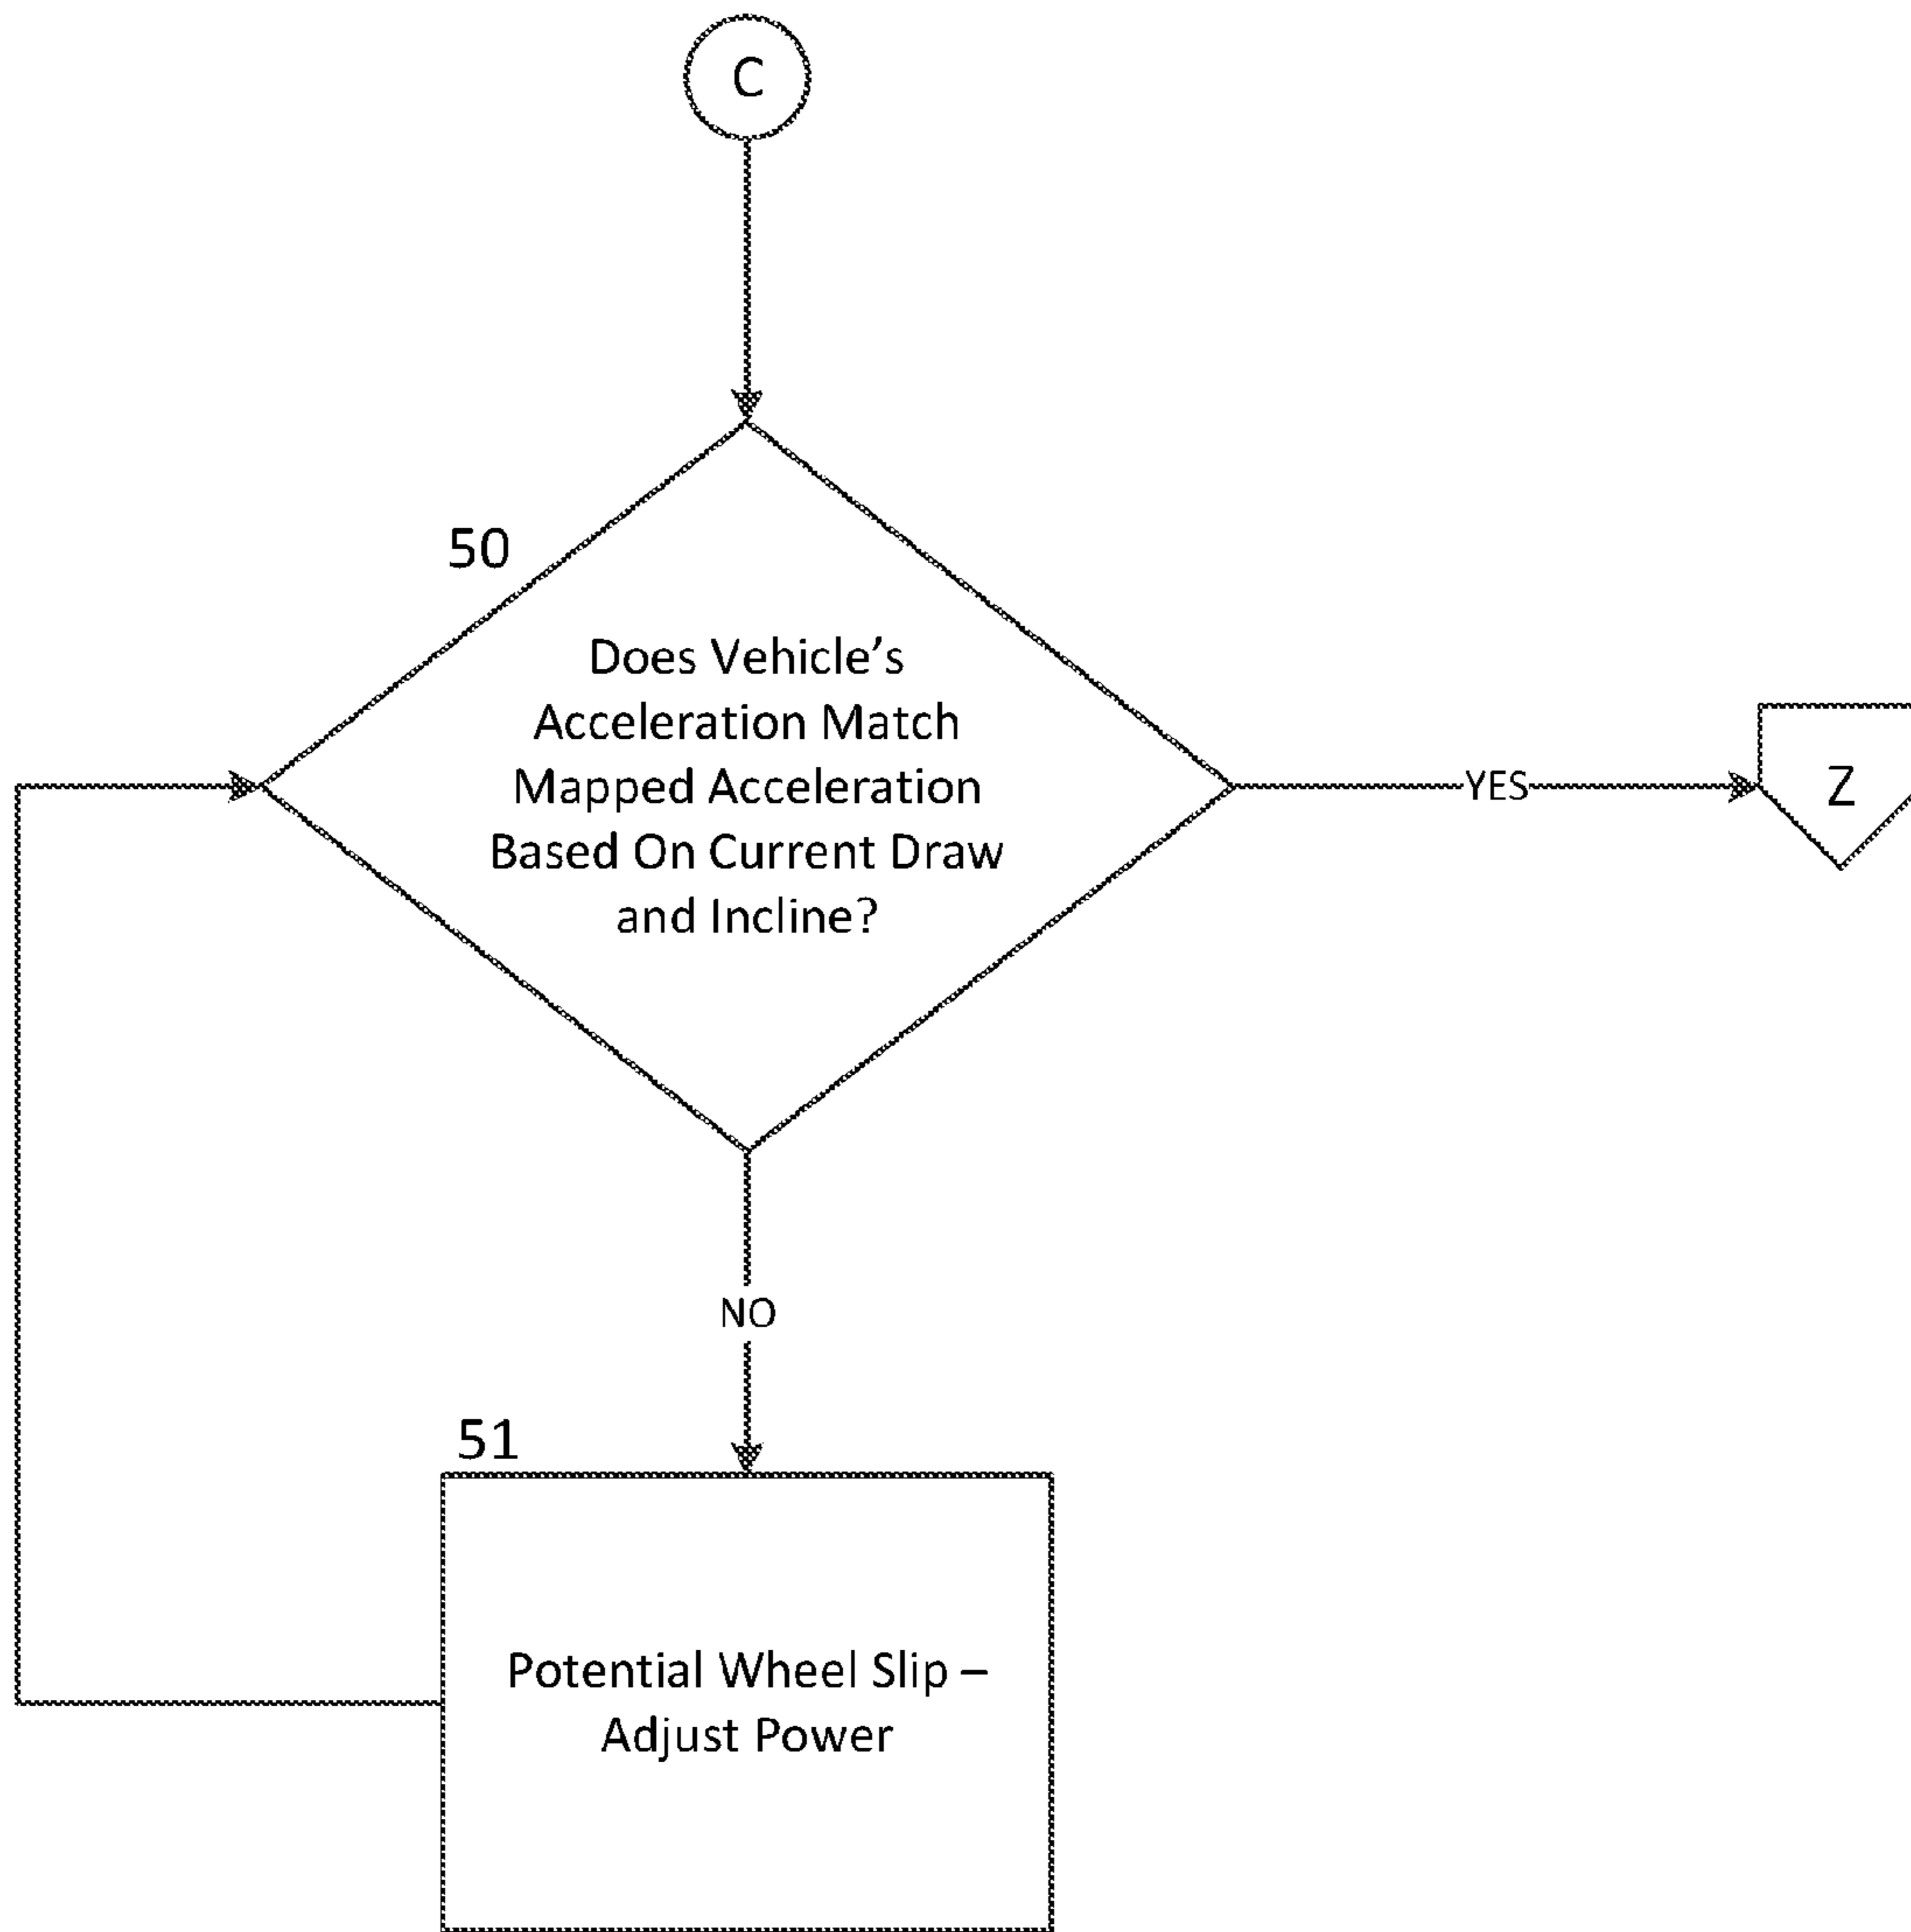 C
50
Does Vehicle’s
Acceleration Match
Mapped Acceleration
Based On Current Draw
and Incline?
YES
Z
NO
51
Potential Wheel Slip –
Adjust Power